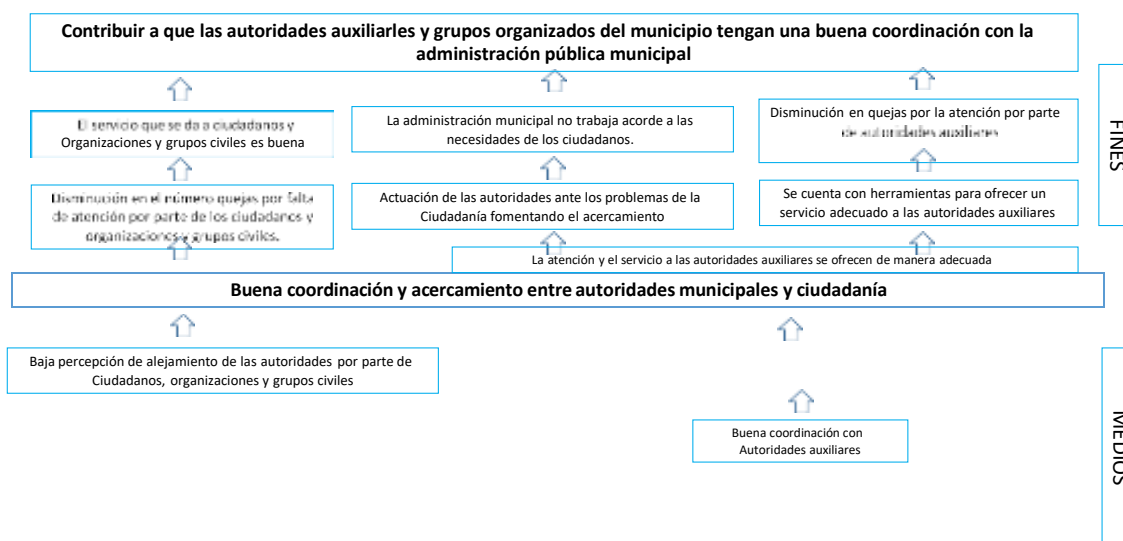 Contribuir a que las autoridades auxiliarles y grupos organizados del municipio tengan una buena coordinación con la
administración pública municipal
El servicio que se da a ciudadanos y
Organizaciones y grupos civiles es buena
La administración municipal no trabaja acorde a las
necesidades de los ciudadanos.
Disminución en quejas por la atención por parte
de autoridades auxiliares
FINES
Disminución en el número quejas por falta
de atención por parte de los ciudadanos y
organizaciones y grupos civiles.
Actuación de las autoridades ante los problemas de la
Ciudadanía fomentando el acercamiento
Se cuenta con herramientas para ofrecer un
servicio adecuado a las autoridades auxiliares
La atención y el servicio a las autoridades auxiliares se ofrecen de manera adecuada
Buena coordinación y acercamiento entre autoridades municipales y ciudadanía
Baja percepción de alejamiento de las autoridades por parte de
Ciudadanos, organizaciones y grupos civiles
Buena coordinación con
Autoridades auxiliares
MEDIOS